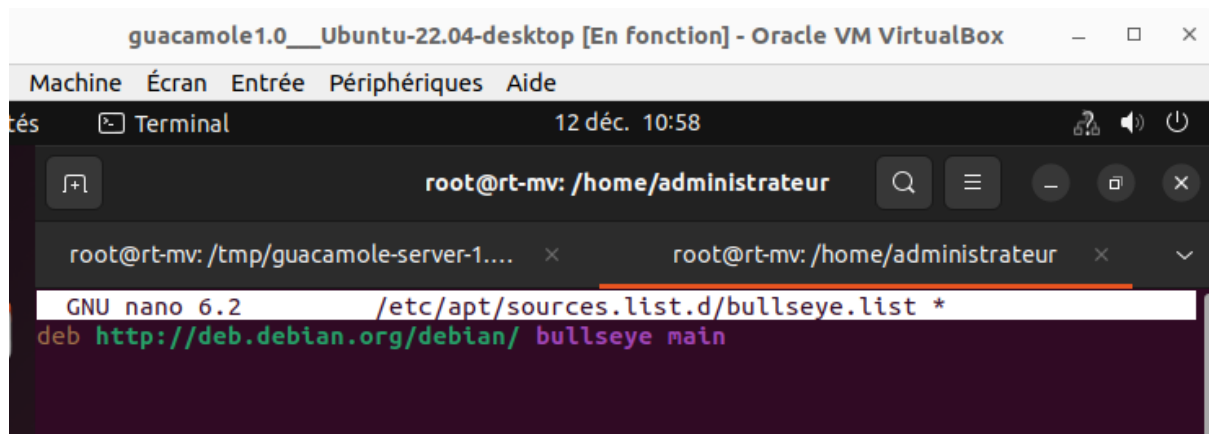 guacamole1.0___Ubuntu-22.04-desktop [En fonction] - Oracle VM VirtualBox
Machine Écran Entrée Périphériques Aide
tés Terminal 12 déc. 10:58
root@rt-mv: /home/administrateur
root@rt-mv: /tmp/guacamole-server-1.... × root@rt-mv: /home/administrateur ×
GNU nano 6.2 /etc/apt/sources.list.d/bullseye.list *
deb http://deb.debian.org/debian/ bullseye main